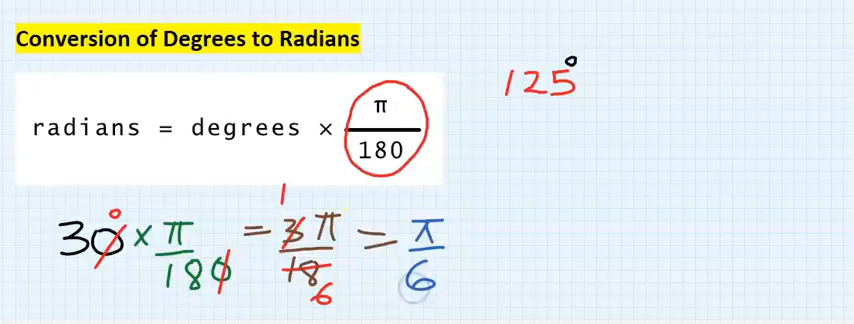 Conversion of Degrees to Radians
radians = degrees × π/180
30° × π/180 = 3π/18 = π/6
1
6
125°